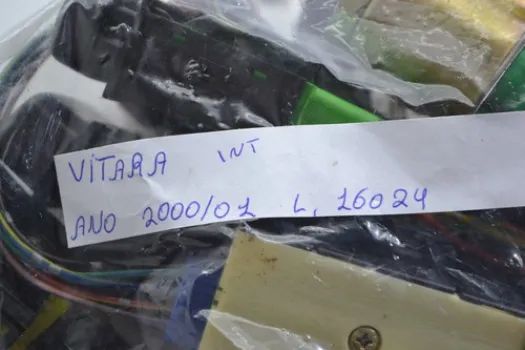 VITARA INT
ANO 2000/01 L, 16024